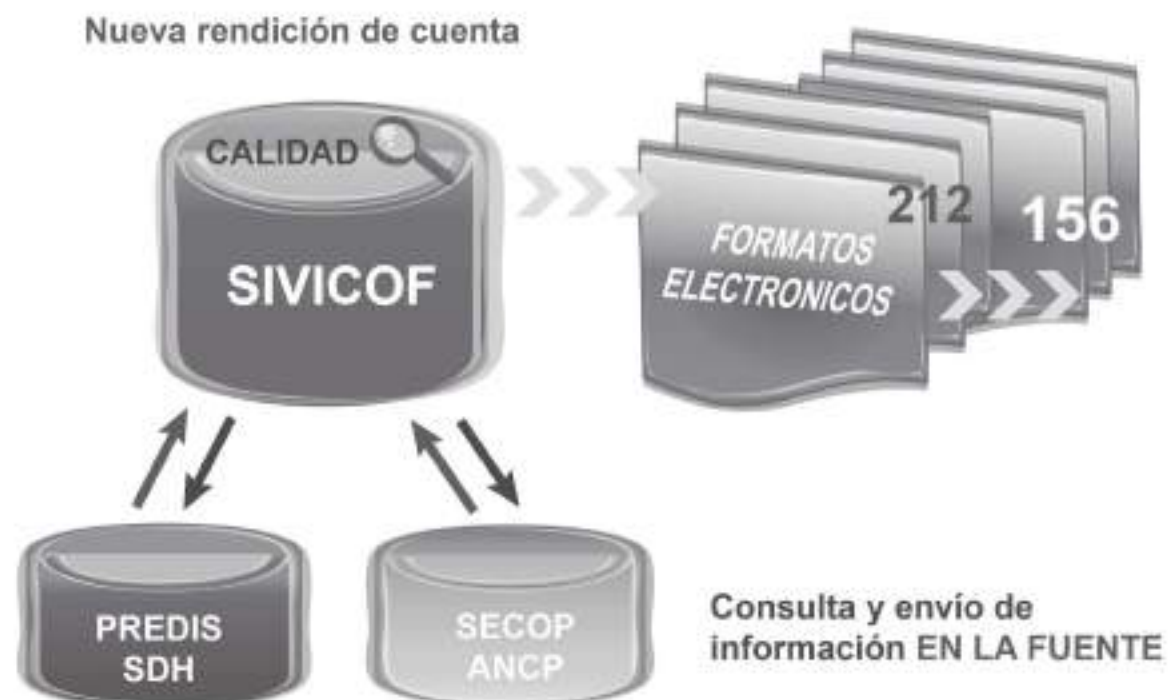 Nueva rendición de cuenta
CALIDAD
SIVICOF
212
156
FORMATOS
ELECTRONICOS
PREDIS
SDH
SECOP
ANCP
Consulta y envío de
información EN LA FUENTE